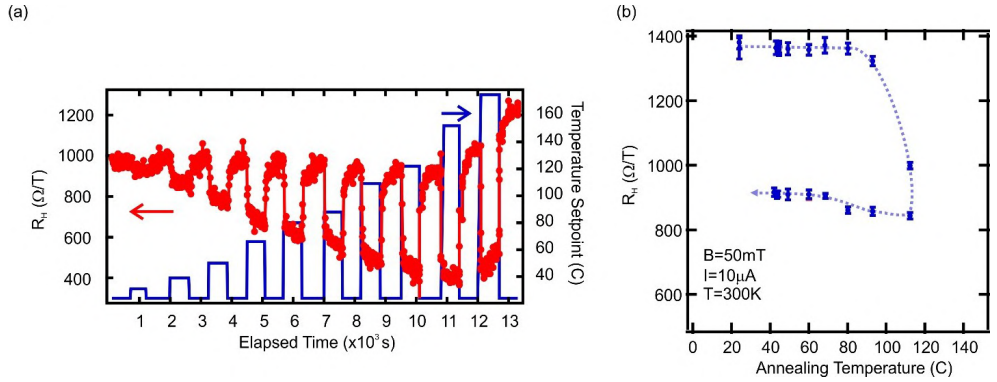 (a)
1200
1000
800
600
400
R_H (Ω/T)
160
140
120
100
80
60
40
Temperature Setpoint (C)
1 2 3 4 5 6 7 8 9 10 11 12 13
Elapsed Time (x10³ s)
(b)
1400
1200
1000
800
600
R_H (Ω/T)
B=50mT
I=10μA
T=300K
0 20 40 60 80 100 120 140
Annealing Temperature (C)